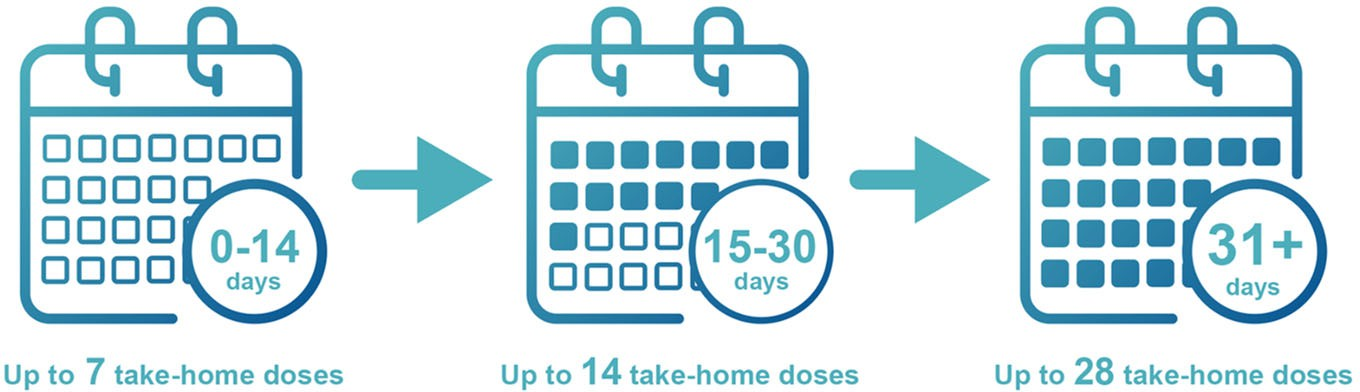 0-14
days
15-30
days
31+
days
Up to 7 take-home doses
Up to 14 take-home doses
Up to 28 take-home doses